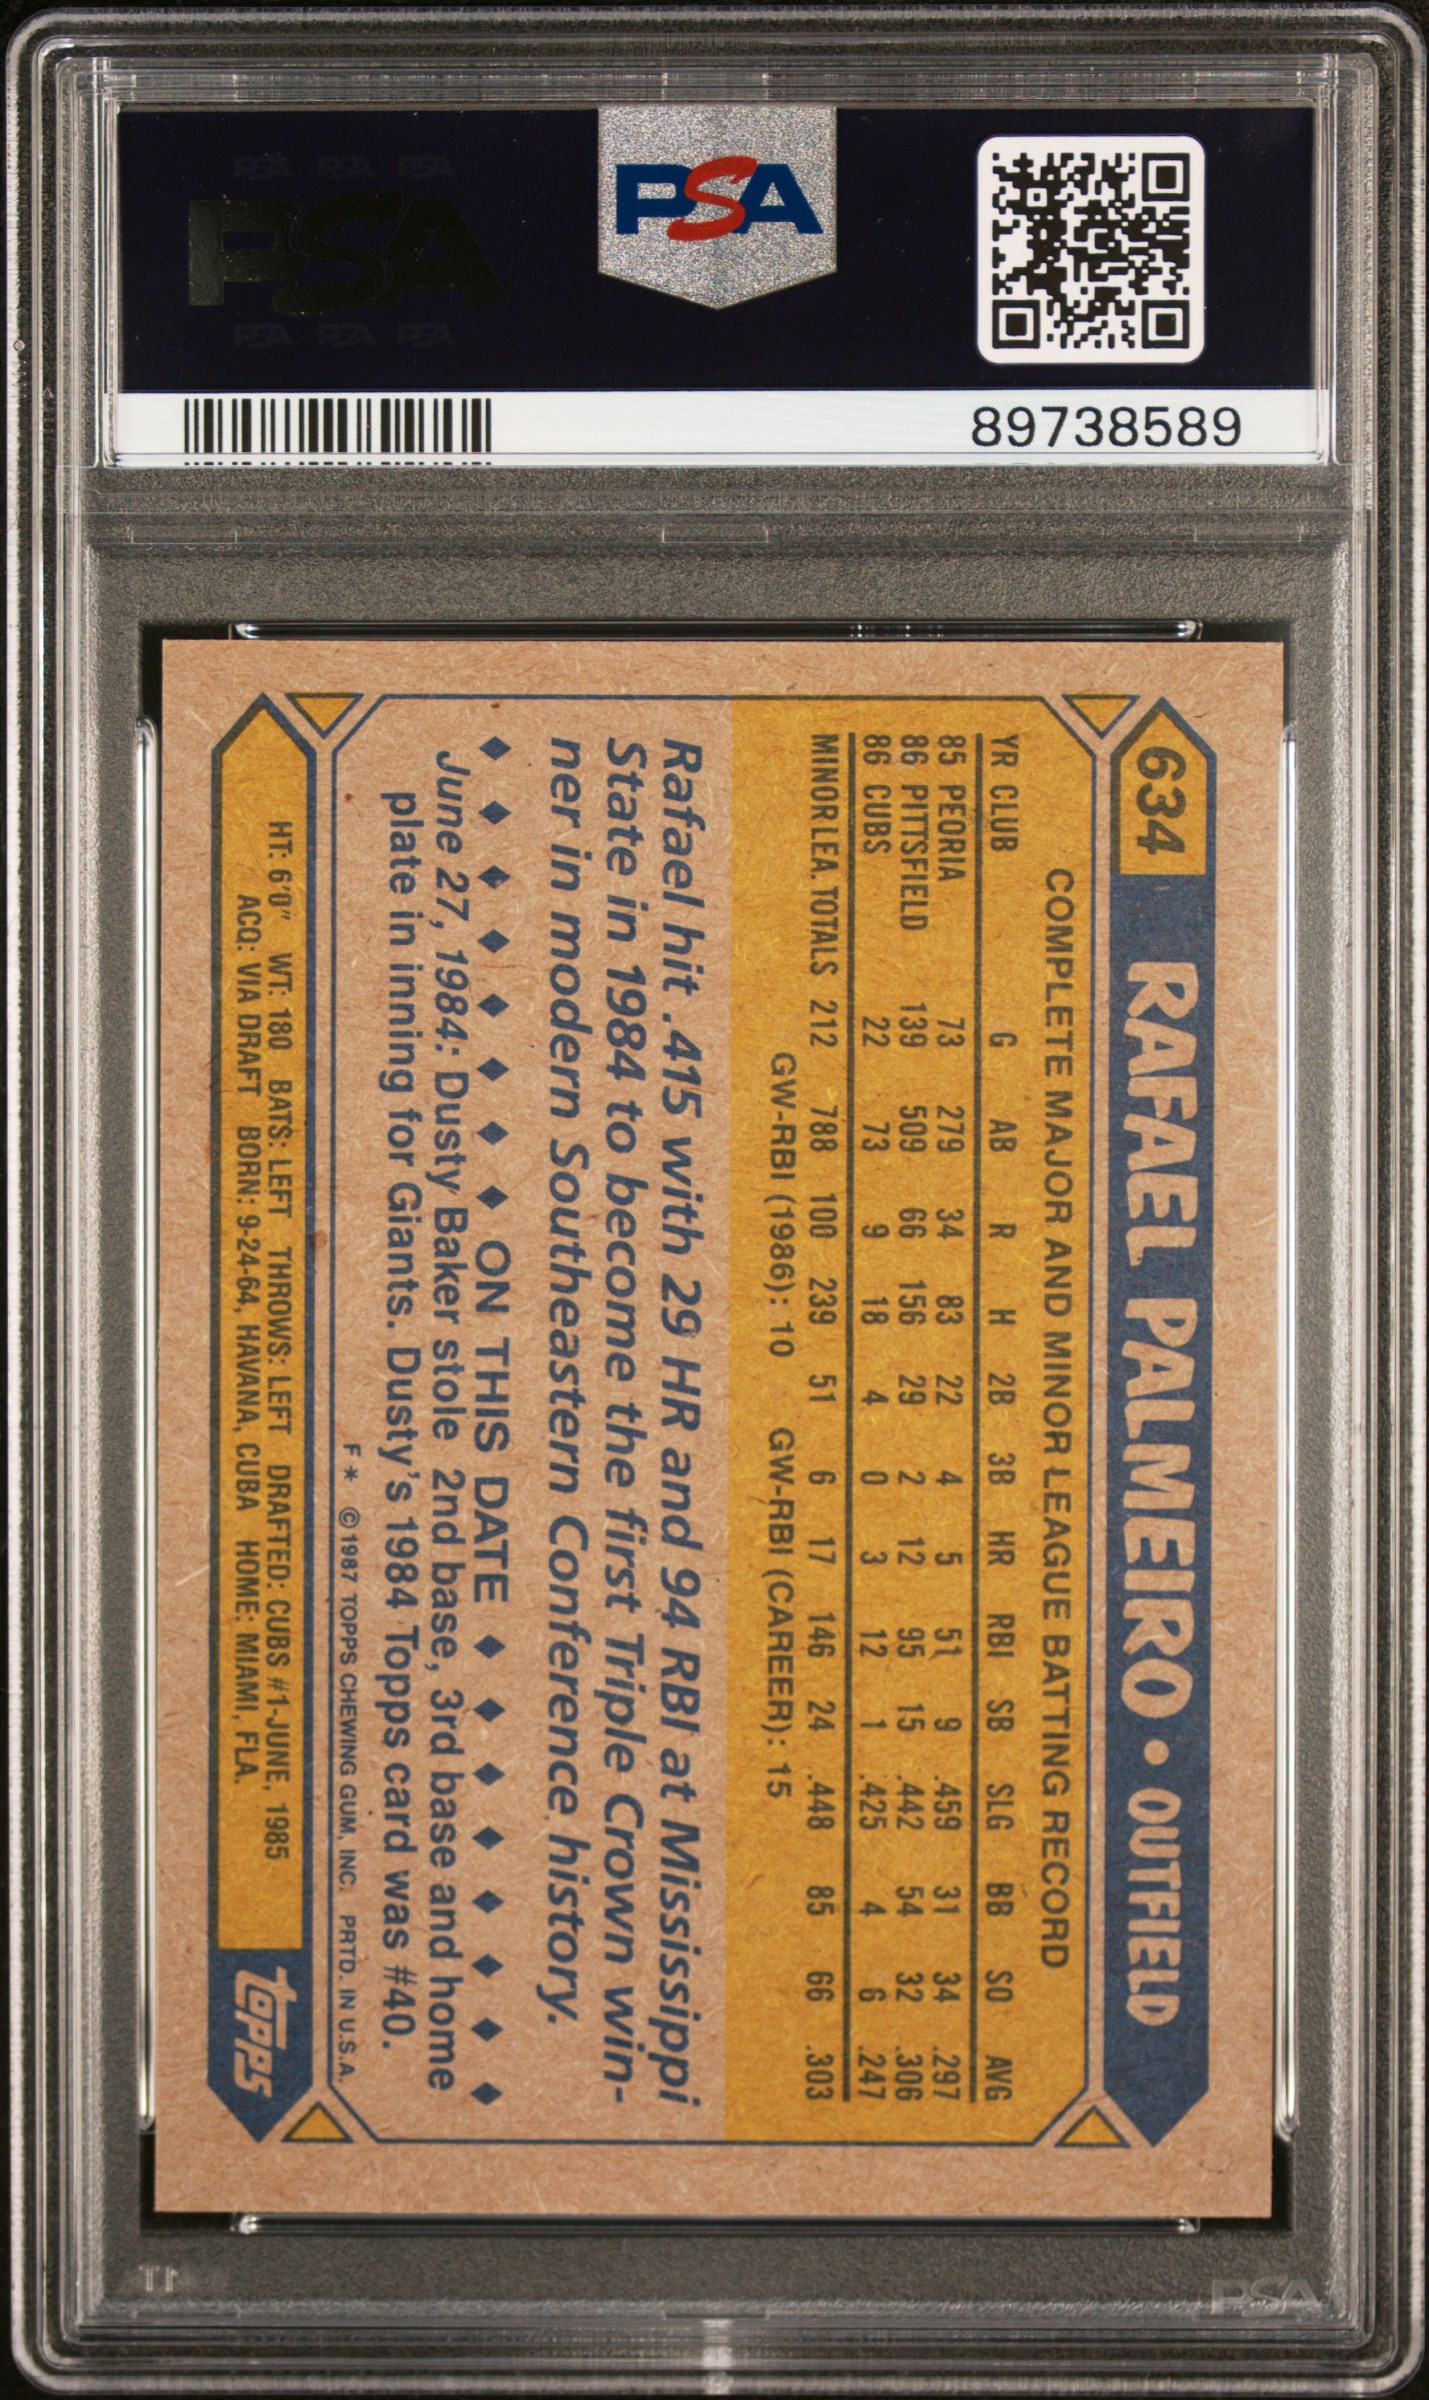 PSA PSA PSA
PSA
PSA PSA PSA
PSA
89738589
634 RAFAEL PALMEIRO • OUTFIELD
COMPLETE MAJOR AND MINOR LEAGUE BATTING RECORD
YR CLUB G AB R H 2B 3B HR RBI SB SLG BB SO AVG
85 PEORIA 73 279 34 83 22 4 5 51 9 .459 31 34 .297
86 PITTSFIELD 139 509 66 156 29 2 12 95 15 .442 54 32 .306
86 CUBS 22 73 9 18 4 0 3 12 1 .425 4 6 .247
MINOR LEA. TOTALS 212 788 100 239 51 6 17 146 24 .448 85 66 .303
GW-RBI (1986): 10 GW-RBI (CAREER): 15
Rafael hit .415 with 29 HR and 94 RBI at Mississippi
State in 1984 to become the first Triple Crown win-
ner in modern Southeastern Conference history.
◆ ◆ ◆ ◆ ◆ ◆ ◆ ◆ ON THIS DATE ◆ ◆ ◆ ◆ ◆ ◆ ◆ ◆
June 27, 1984: Dusty Baker stole 2nd base, 3rd base and home
plate in inning for Giants. Dusty's 1984 Topps card was #40.
F * © 1987 TOPPS CHEWING GUM, INC. PRTD. IN U.S.A.
HT: 6'0" WT: 180 BATS: LEFT THROWS: LEFT DRAFTED: CUBS #1-JUNE, 1985
ACQ: VIA DRAFT BORN: 9-24-64, HAVANA, CUBA HOME: MIAMI, FLA.
topps
PSA